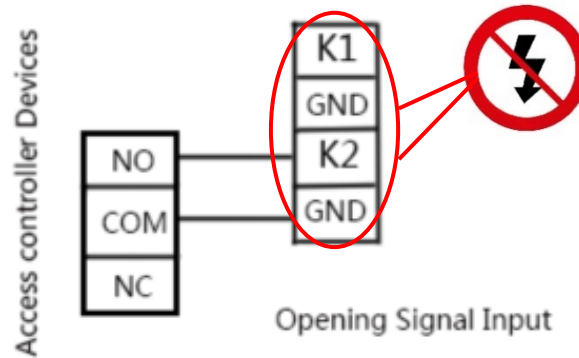 Access controller Devices
NO
COM
NC
K1
GND
K2
GND
Opening Signal Input